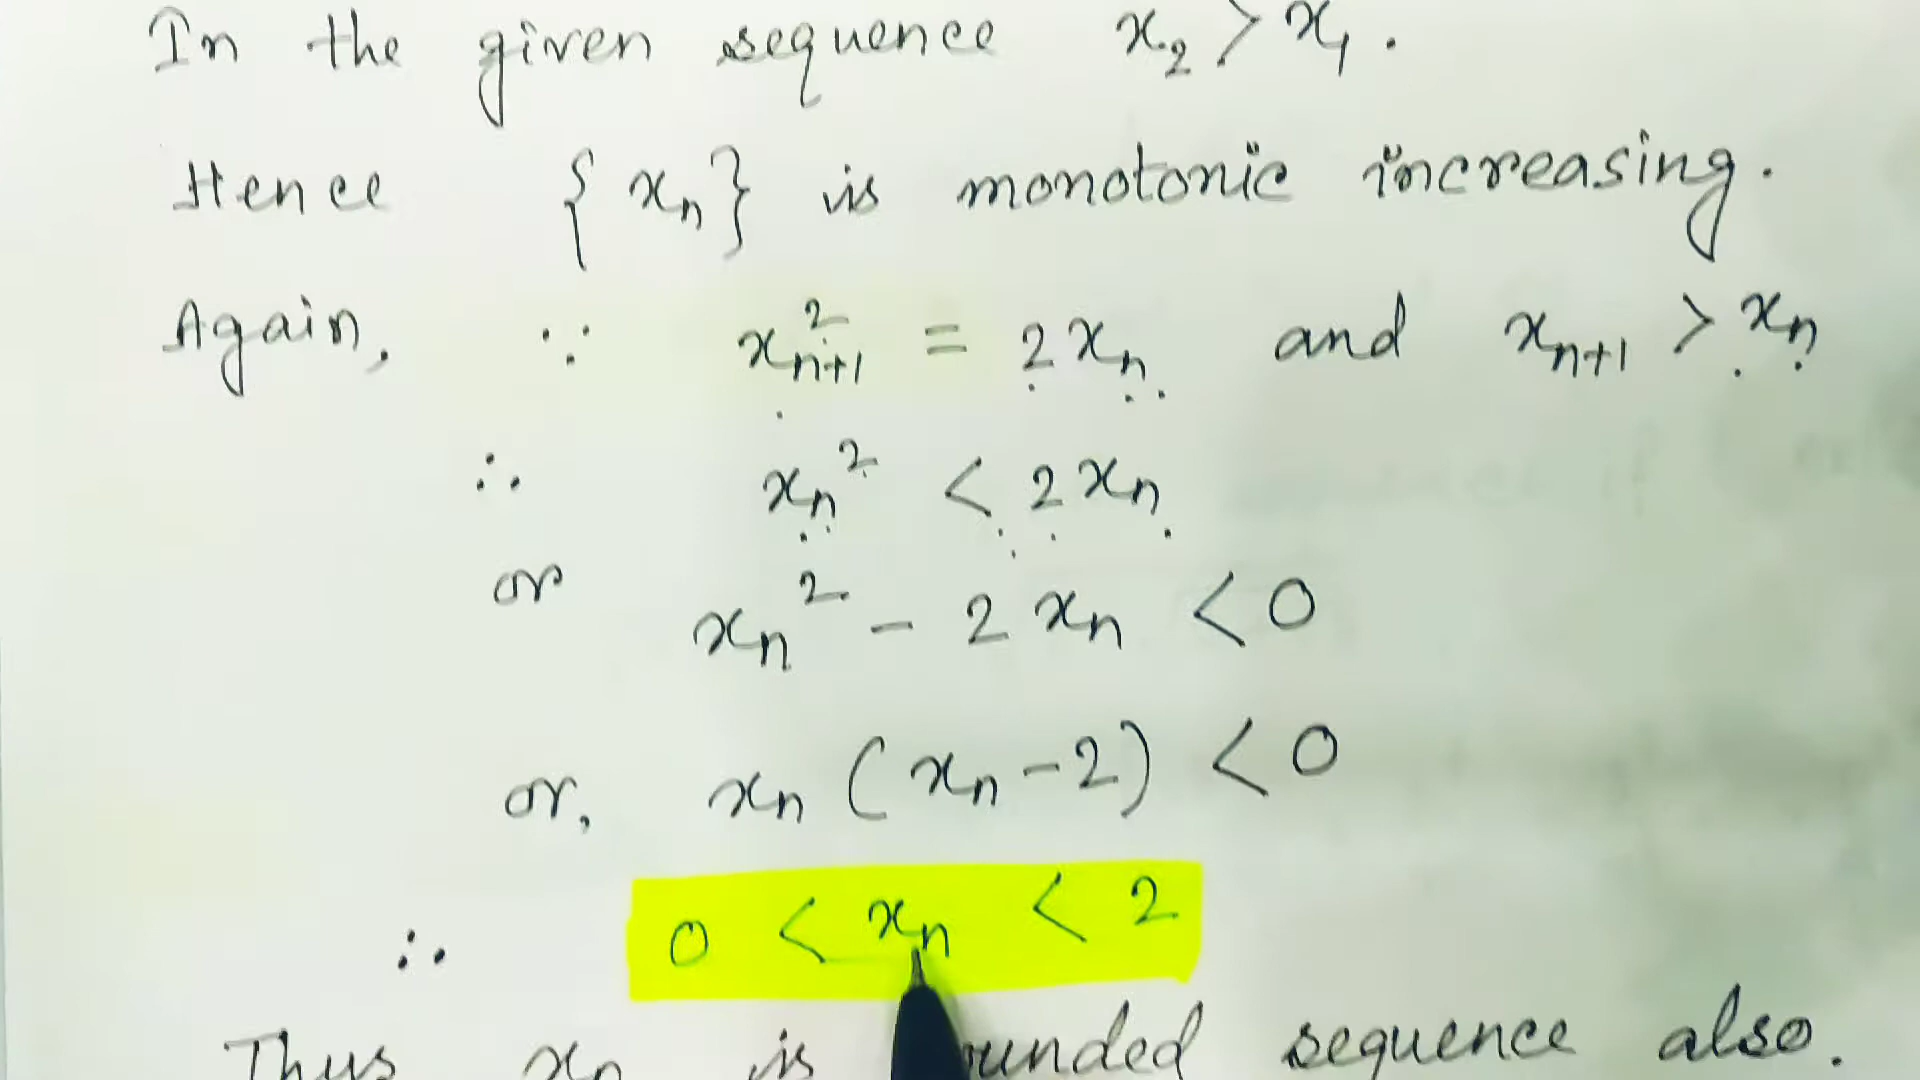 In the given sequence x₂ > x₁.
Hence {xₙ} is monotonic increasing.
Again, ∵ xₙ₊₁² = 2xₙ and xₙ₊₁ > xₙ
∴ xₙ² < 2xₙ
or xₙ² - 2xₙ < 0
or, xₙ (xₙ - 2) < 0
∴ 0 < xₙ < 2
Thus xₙ is sequence also.